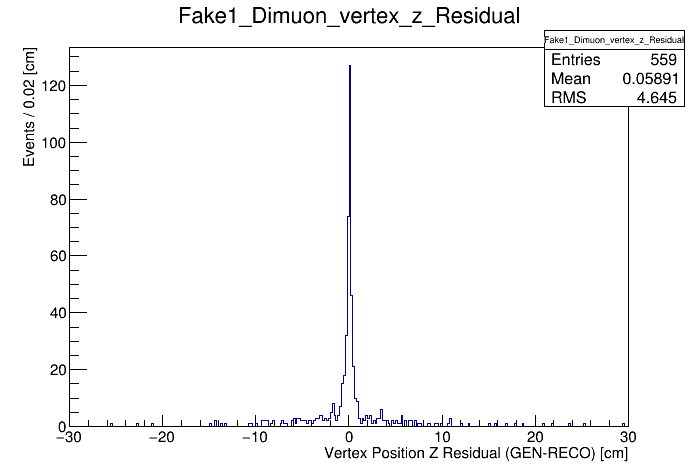 Fake1_Dimuon_vertex_z_Residual
Fake1_Dimuon_vertex_z_Residual
Entries 559
Mean 0.05891
RMS 4.645
Events / 0.02 [cm]
120
100
80
60
40
20
0
−30 −20 −10 0 10 20 30
Vertex Position Z Residual (GEN-RECO) [cm]